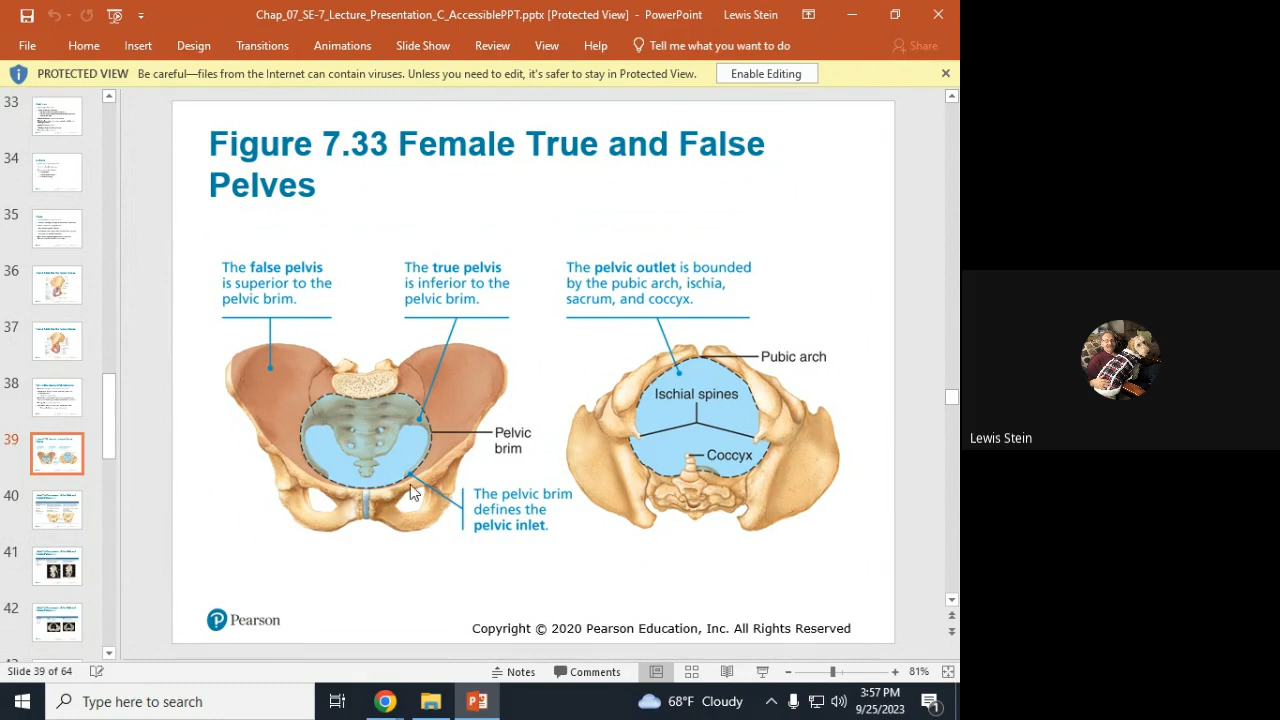 Chap_07_SE-7_Lecture_Presentation_C_AccessiblePPT.pptx [Protected View] - PowerPoint
Lewis Stein
File Home Insert Design Transitions Animations Slide Show Review View Help Tell me what you want to do Share
PROTECTED VIEW Be careful—files from the Internet can contain viruses. Unless you need to edit, it's safer to stay in Protected View. Enable Editing
33
34
35
36
37
38
39
40
41
42
Figure 7.33 Female True and False
Pelves
The false pelvis
is superior to the
pelvic brim.
The true pelvis
is inferior to the
pelvic brim.
The pelvic outlet is bounded
by the pubic arch, ischia,
sacrum, and coccyx.
Pelvic
brim
The pelvic brim
defines the
pelvic inlet.
Pubic arch
Ischial spines
Coccyx
Pearson
Copyright © 2020 Pearson Education, Inc. All Rights Reserved
Lewis Stein
Slide 39 of 64 Notes Comments 81%
Type here to search
68°F Cloudy
3:57 PM
9/25/2023
1